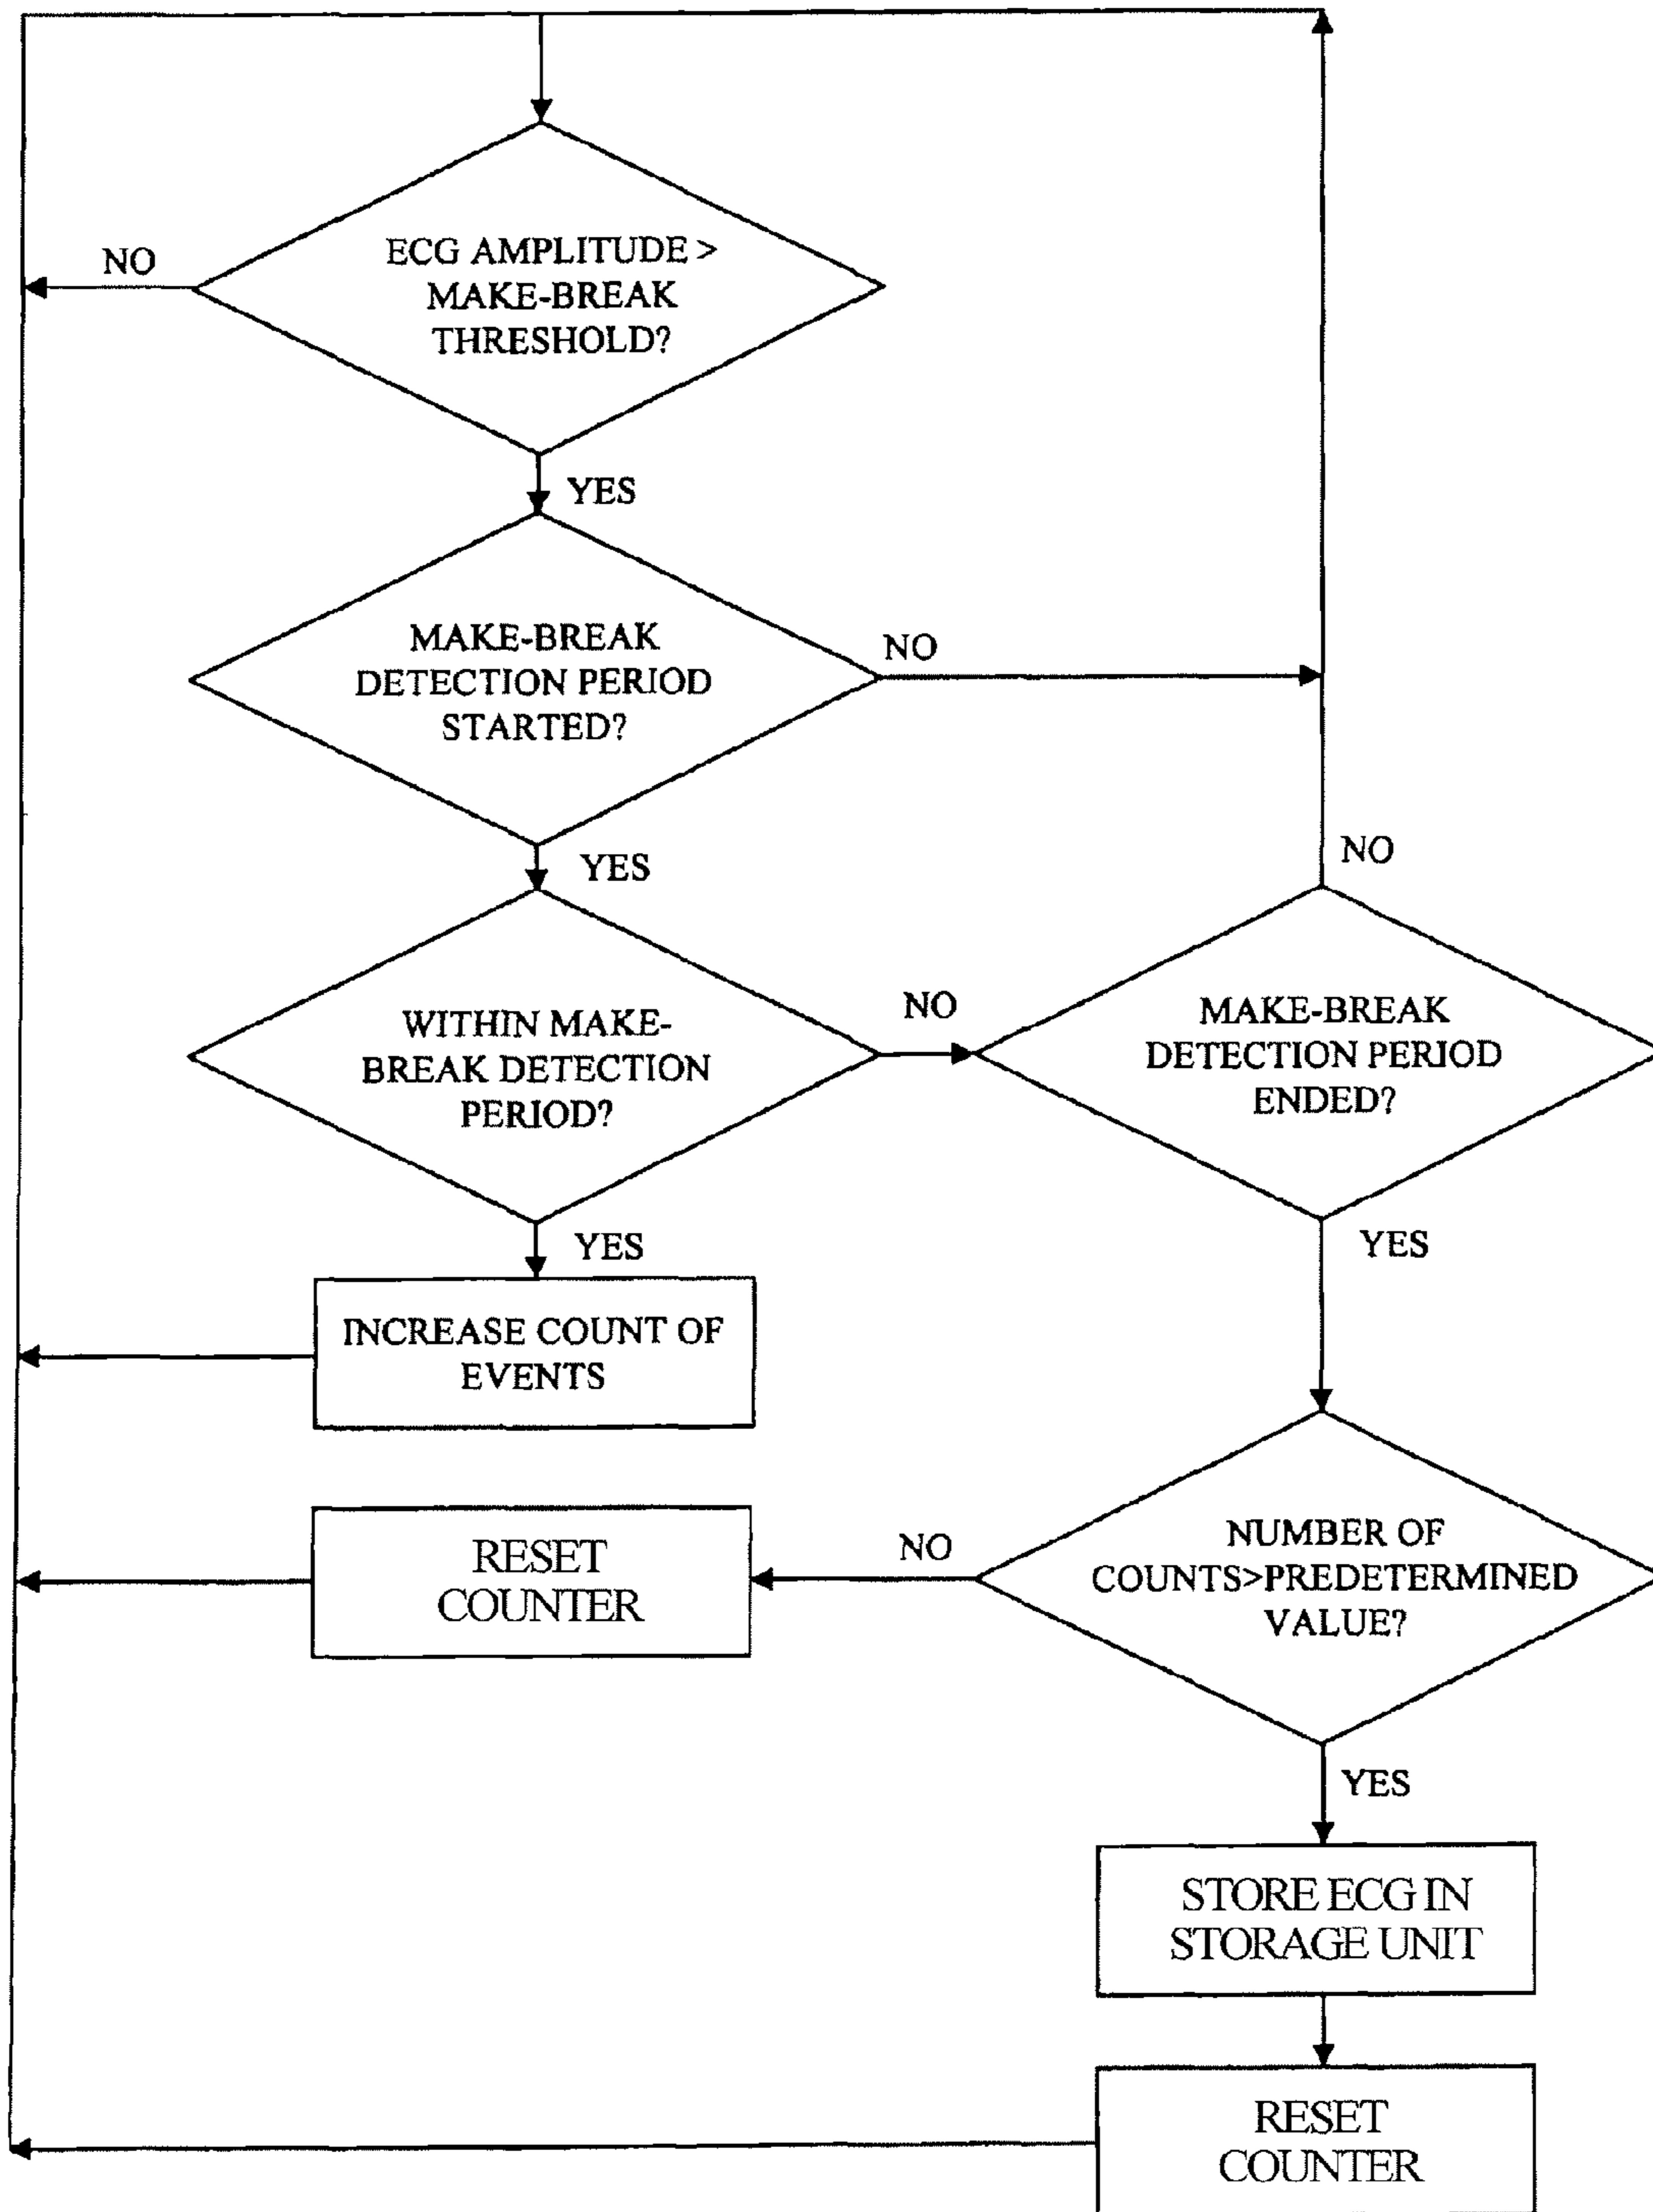 NO
ECG AMPLITUDE >
MAKE-BREAK
THRESHOLD?
YES
MAKE-BREAK
DETECTION PERIOD
STARTED?
NO
YES
NO
WITHIN MAKE-
BREAK DETECTION
PERIOD?
NO
MAKE-BREAK
DETECTION PERIOD
ENDED?
YES
YES
INCREASE COUNT OF
EVENTS
RESET
COUNTER
NO
NUMBER OF
COUNTS>PREDETERMINED
VALUE?
YES
STORE ECG IN
STORAGE UNIT
RESET
COUNTER